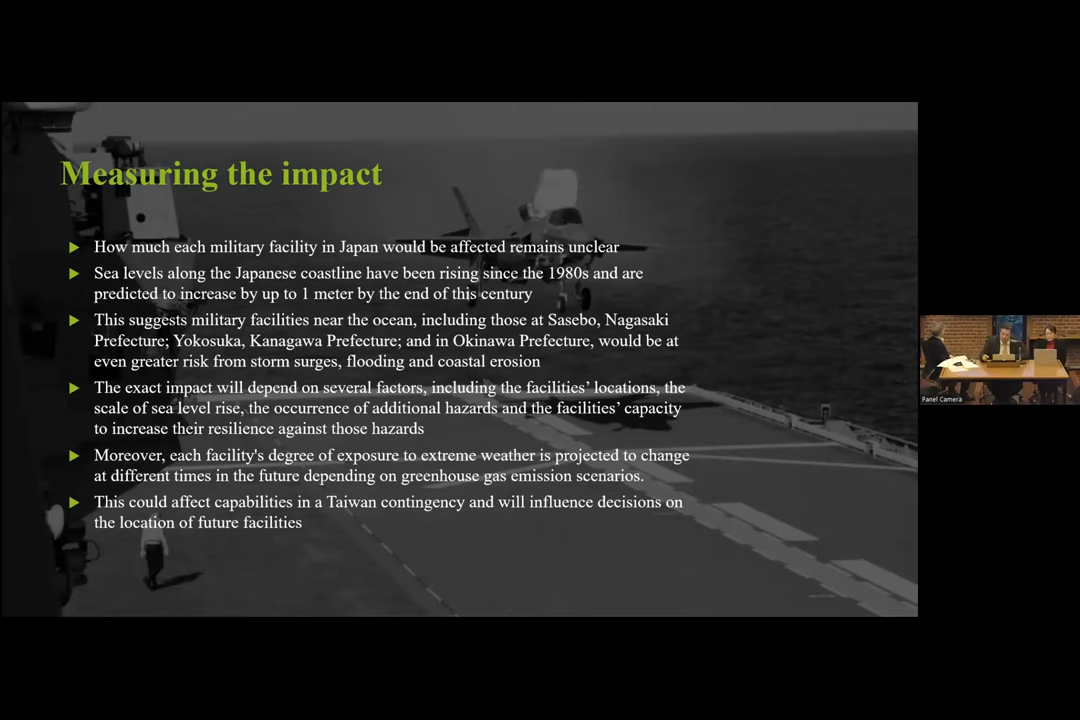 Measuring the impact
How much each military facility in Japan would be affected remains unclear
Sea levels along the Japanese coastline have been rising since the 1980s and are
predicted to increase by up to 1 meter by the end of this century
This suggests military facilities near the ocean, including those at Sasebo, Nagasaki
Prefecture; Yokosuka, Kanagawa Prefecture; and in Okinawa Prefecture, would be at
even greater risk from storm surges, flooding and coastal erosion
The exact impact will depend on several factors, including the facilities’ locations, the
scale of sea level rise, the occurrence of additional hazards and the facilities’ capacity
to increase their resilience against those hazards
Moreover, each facility's degree of exposure to extreme weather is projected to change
at different times in the future depending on greenhouse gas emission scenarios.
This could affect capabilities in a Taiwan contingency and will influence decisions on
the location of future facilities
Panel Camera